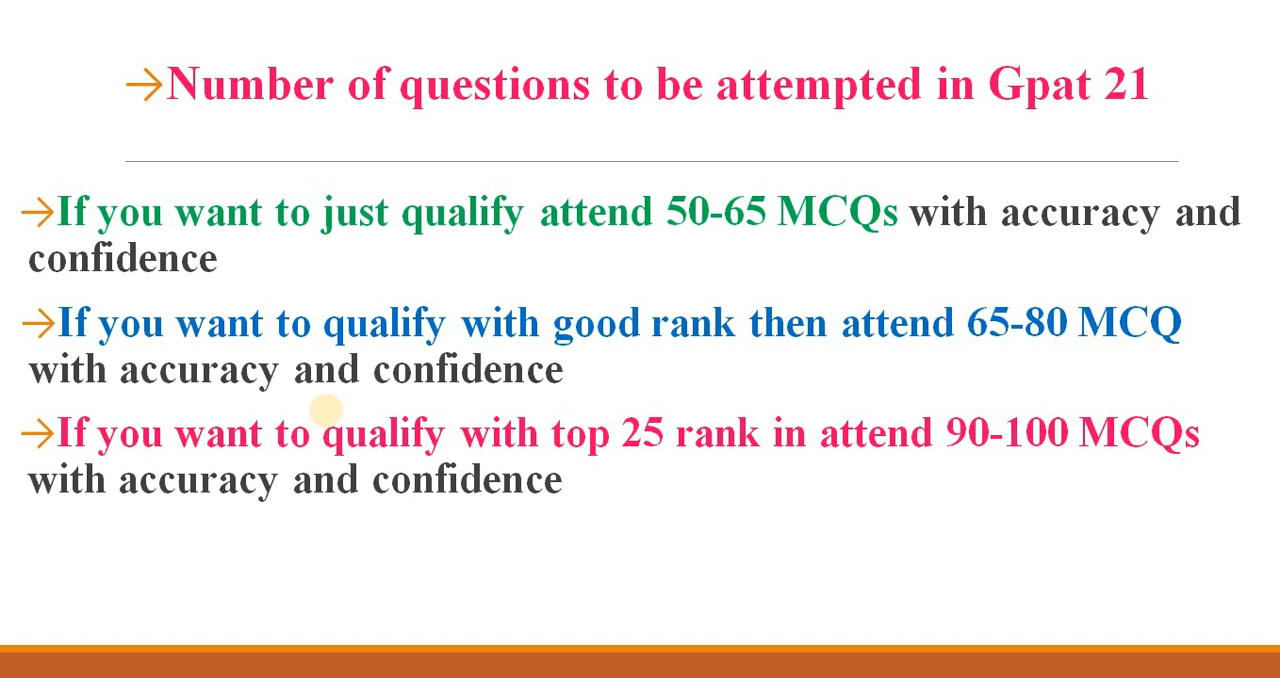 →Number of questions to be attempted in Gpat 21
→If you want to just qualify attend 50-65 MCQs with accuracy and
confidence
→If you want to qualify with good rank then attend 65-80 MCQ
with accuracy and confidence
→If you want to qualify with top 25 rank in attend 90-100 MCQs
with accuracy and confidence